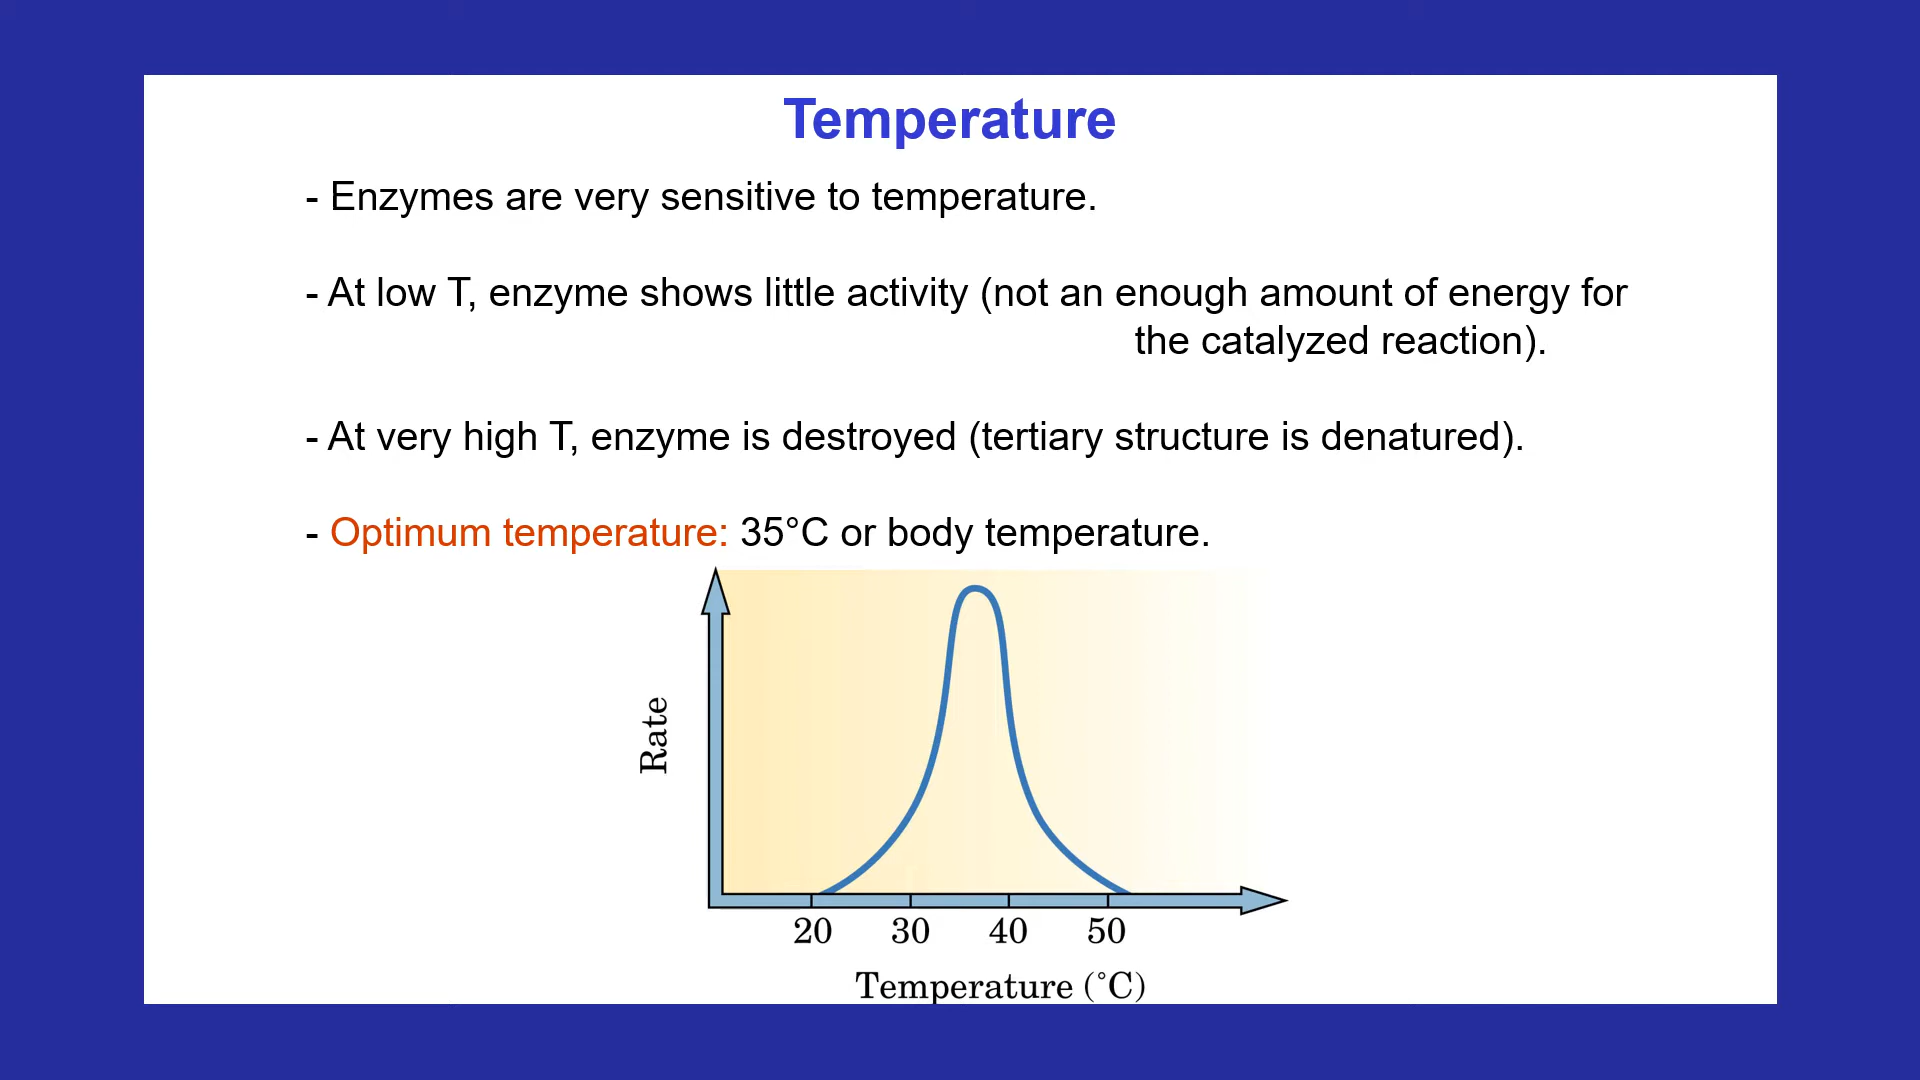 Temperature
- Enzymes are very sensitive to temperature.
- At low T, enzyme shows little activity (not an enough amount of energy for
the catalyzed reaction).
- At very high T, enzyme is destroyed (tertiary structure is denatured).
- Optimum temperature: 35°C or body temperature.
Rate
20 30 40 50
Temperature (°C)